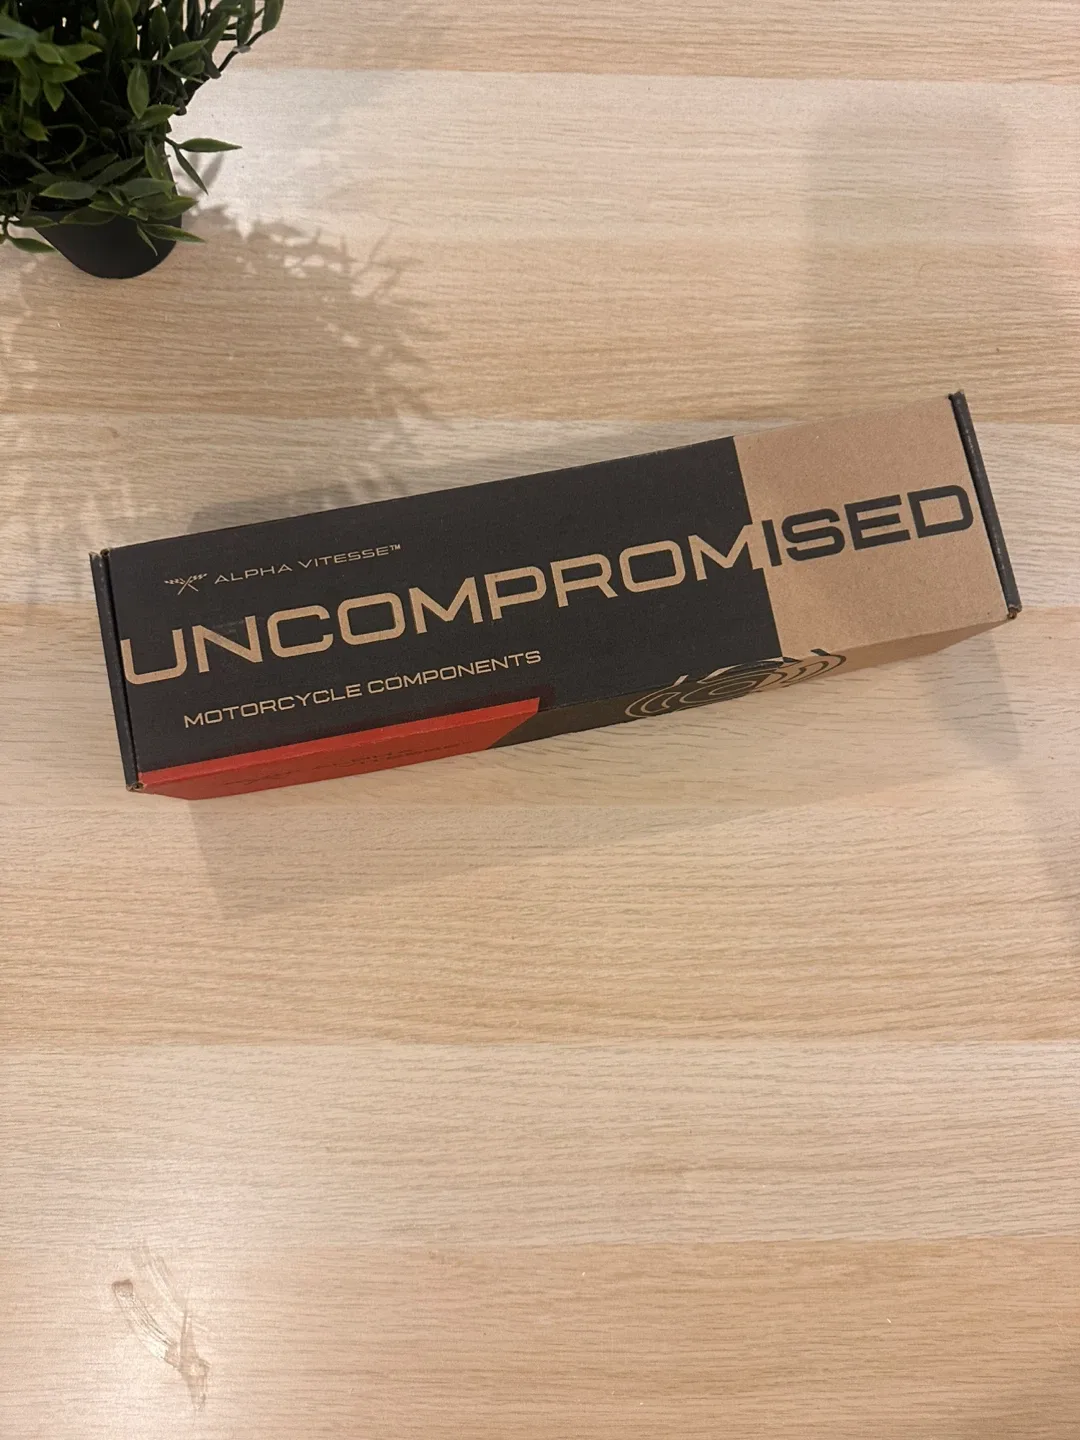 ALPHA VITESSE™
UNCOMPROMISED
MOTORCYCLE COMPONENTS